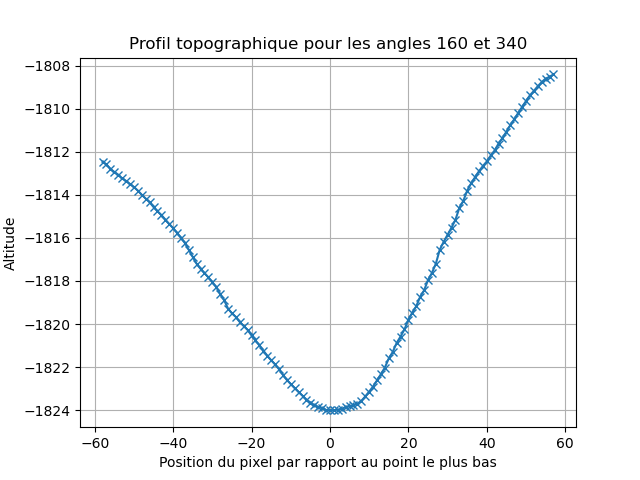 Profil topographique pour les angles 160 et 340
−1808
−1810
−1812
−1814
−1816
−1818
−1820
−1822
−1824
Altitude
−60 −40 −20 0 20 40 60
Position du pixel par rapport au point le plus bas